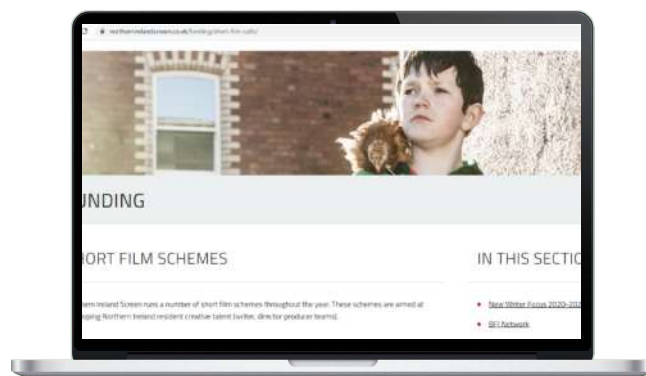 northernirelandscreen.co.uk/funding/short-film-calls/
UNDING
ORT FILM SCHEMES
IN THIS SECTIO
hern Ireland Screen runs a number of short film schemes throughout the year. These schemes are aimed at
oping Northern Ireland resident creative talent (writer, director producer teams).
New Writer Focus 2020-202
BFI Network